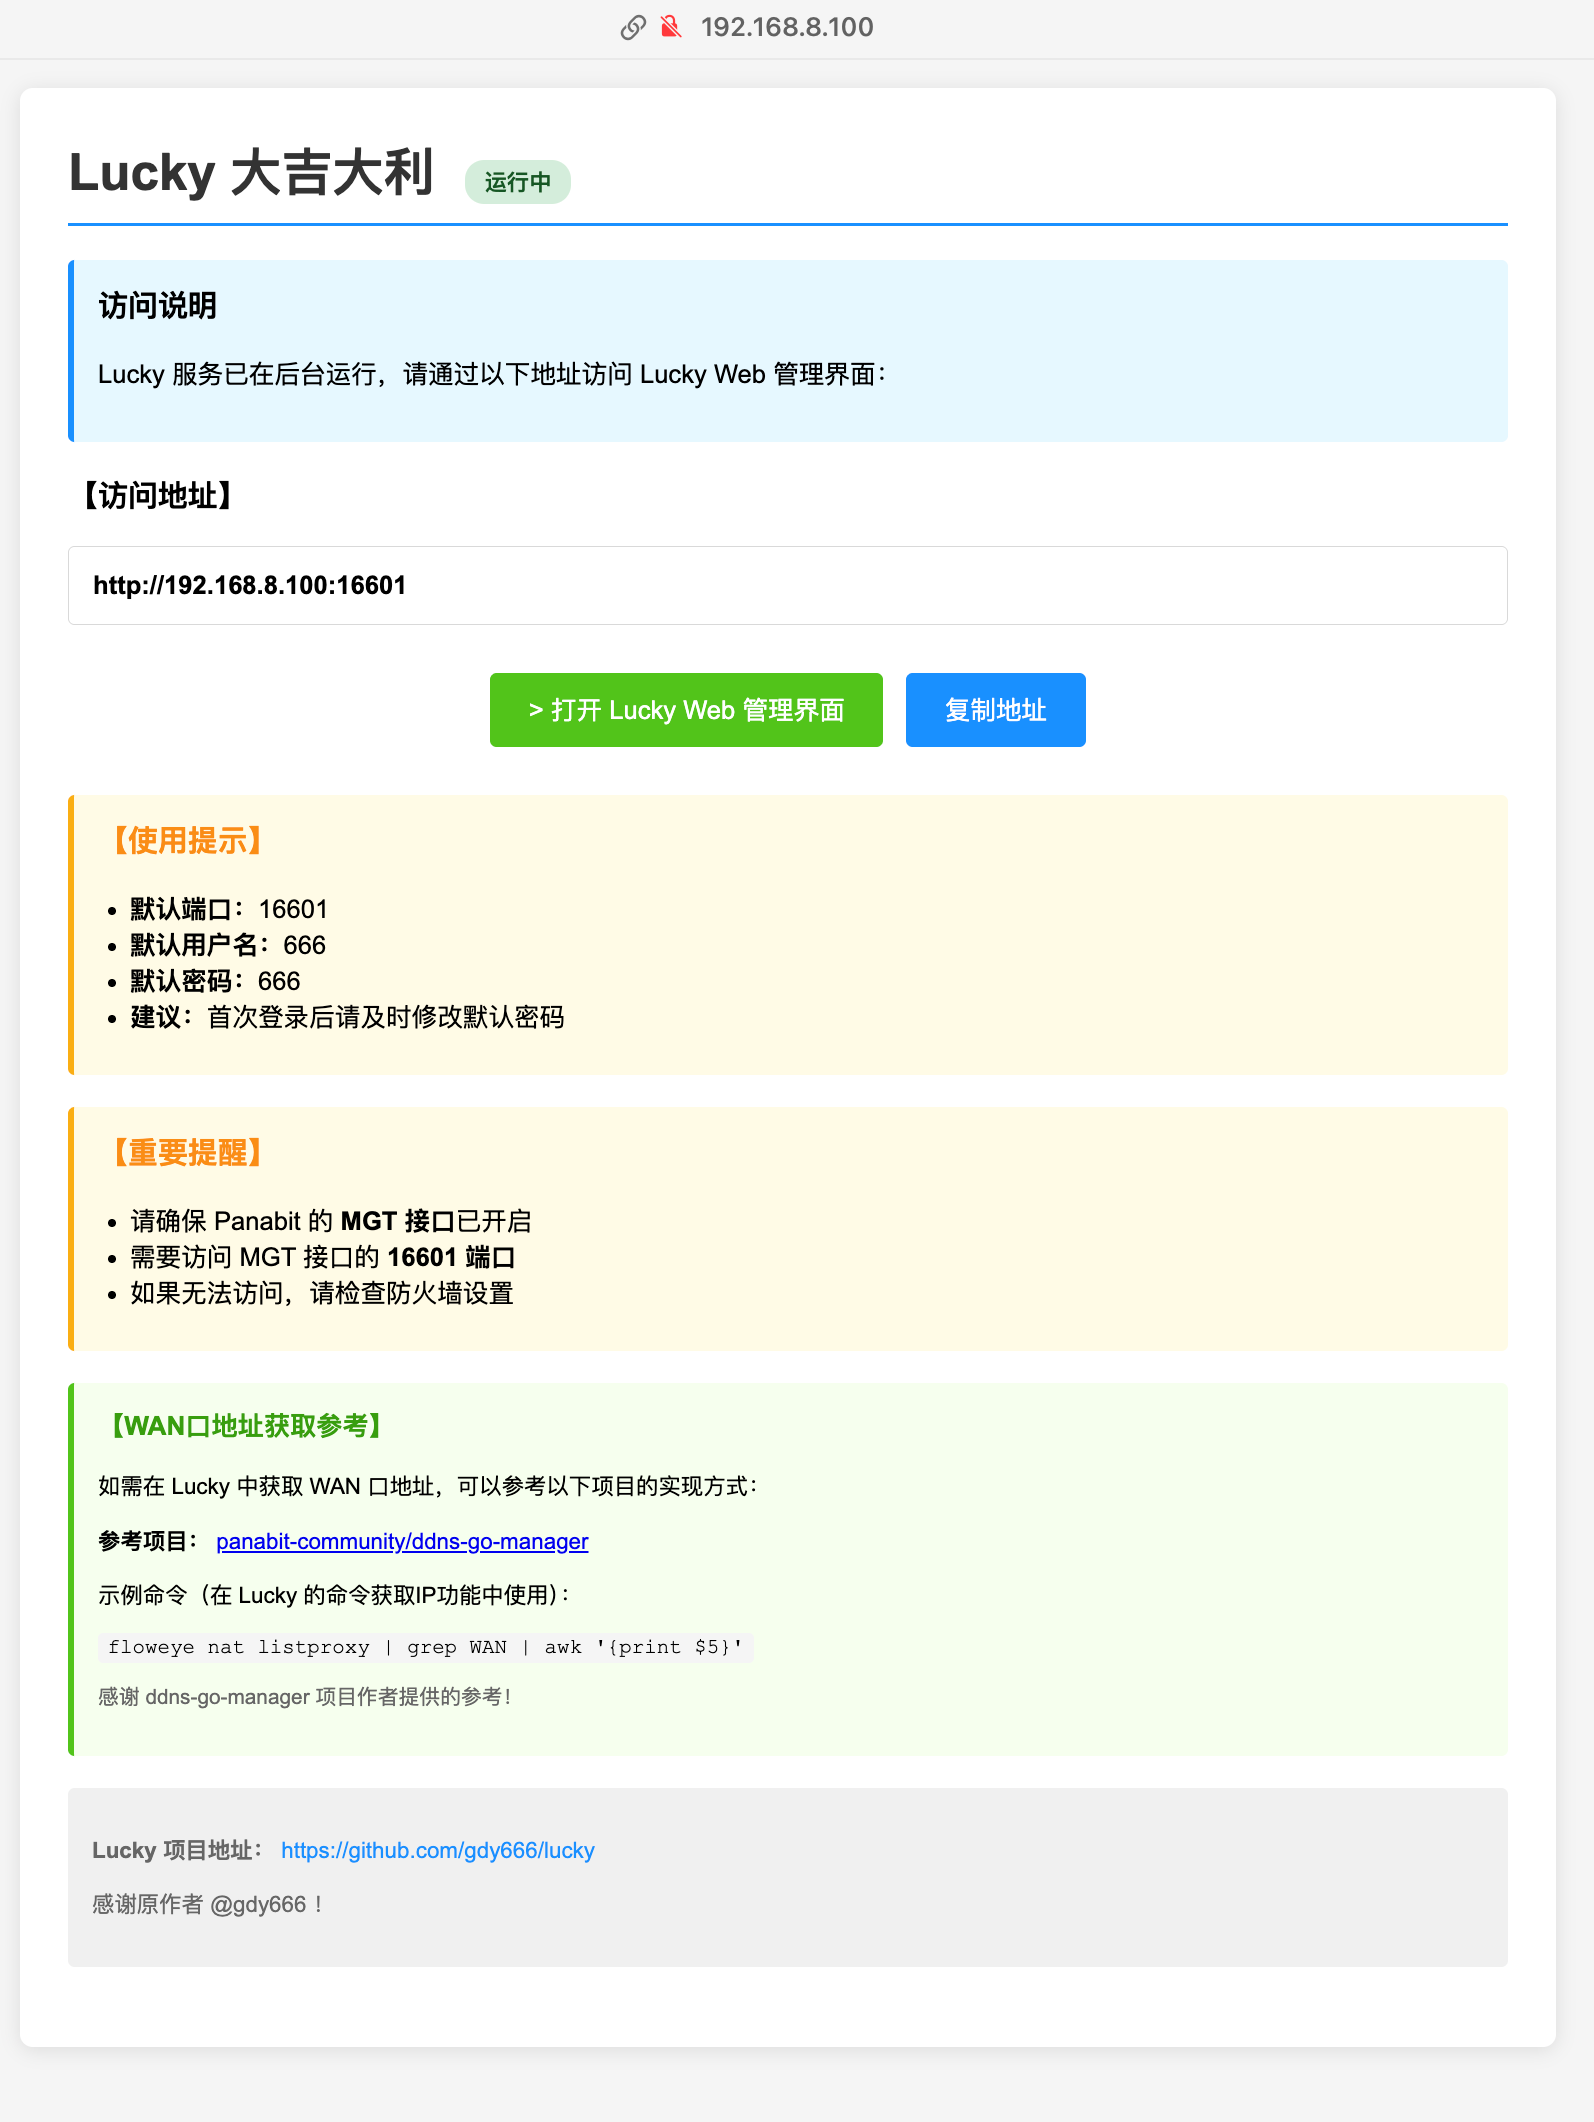 192.168.8.100
Lucky 大吉大利 运行中
访问说明
Lucky 服务已在后台运行，请通过以下地址访问 Lucky Web 管理界面：
【访问地址】
http://192.168.8.100:16601
> 打开 Lucky Web 管理界面 复制地址
【使用提示】
• 默认端口：16601
• 默认用户名：666
• 默认密码：666
• 建议：首次登录后请及时修改默认密码
【重要提醒】
• 请确保 Panabit 的 MGT 接口已开启
• 需要访问 MGT 接口的 16601 端口
• 如果无法访问，请检查防火墙设置
【WAN口地址获取参考】
如需在 Lucky 中获取 WAN 口地址，可以参考以下项目的实现方式：
参考项目： panabit-community/ddns-go-manager
示例命令（在 Lucky 的命令获取IP功能中使用）：
floweye nat listproxy | grep WAN | awk '{print $5}'
感谢 ddns-go-manager 项目作者提供的参考！
Lucky 项目地址： https://github.com/gdy666/lucky
感谢原作者 @gdy666 ！